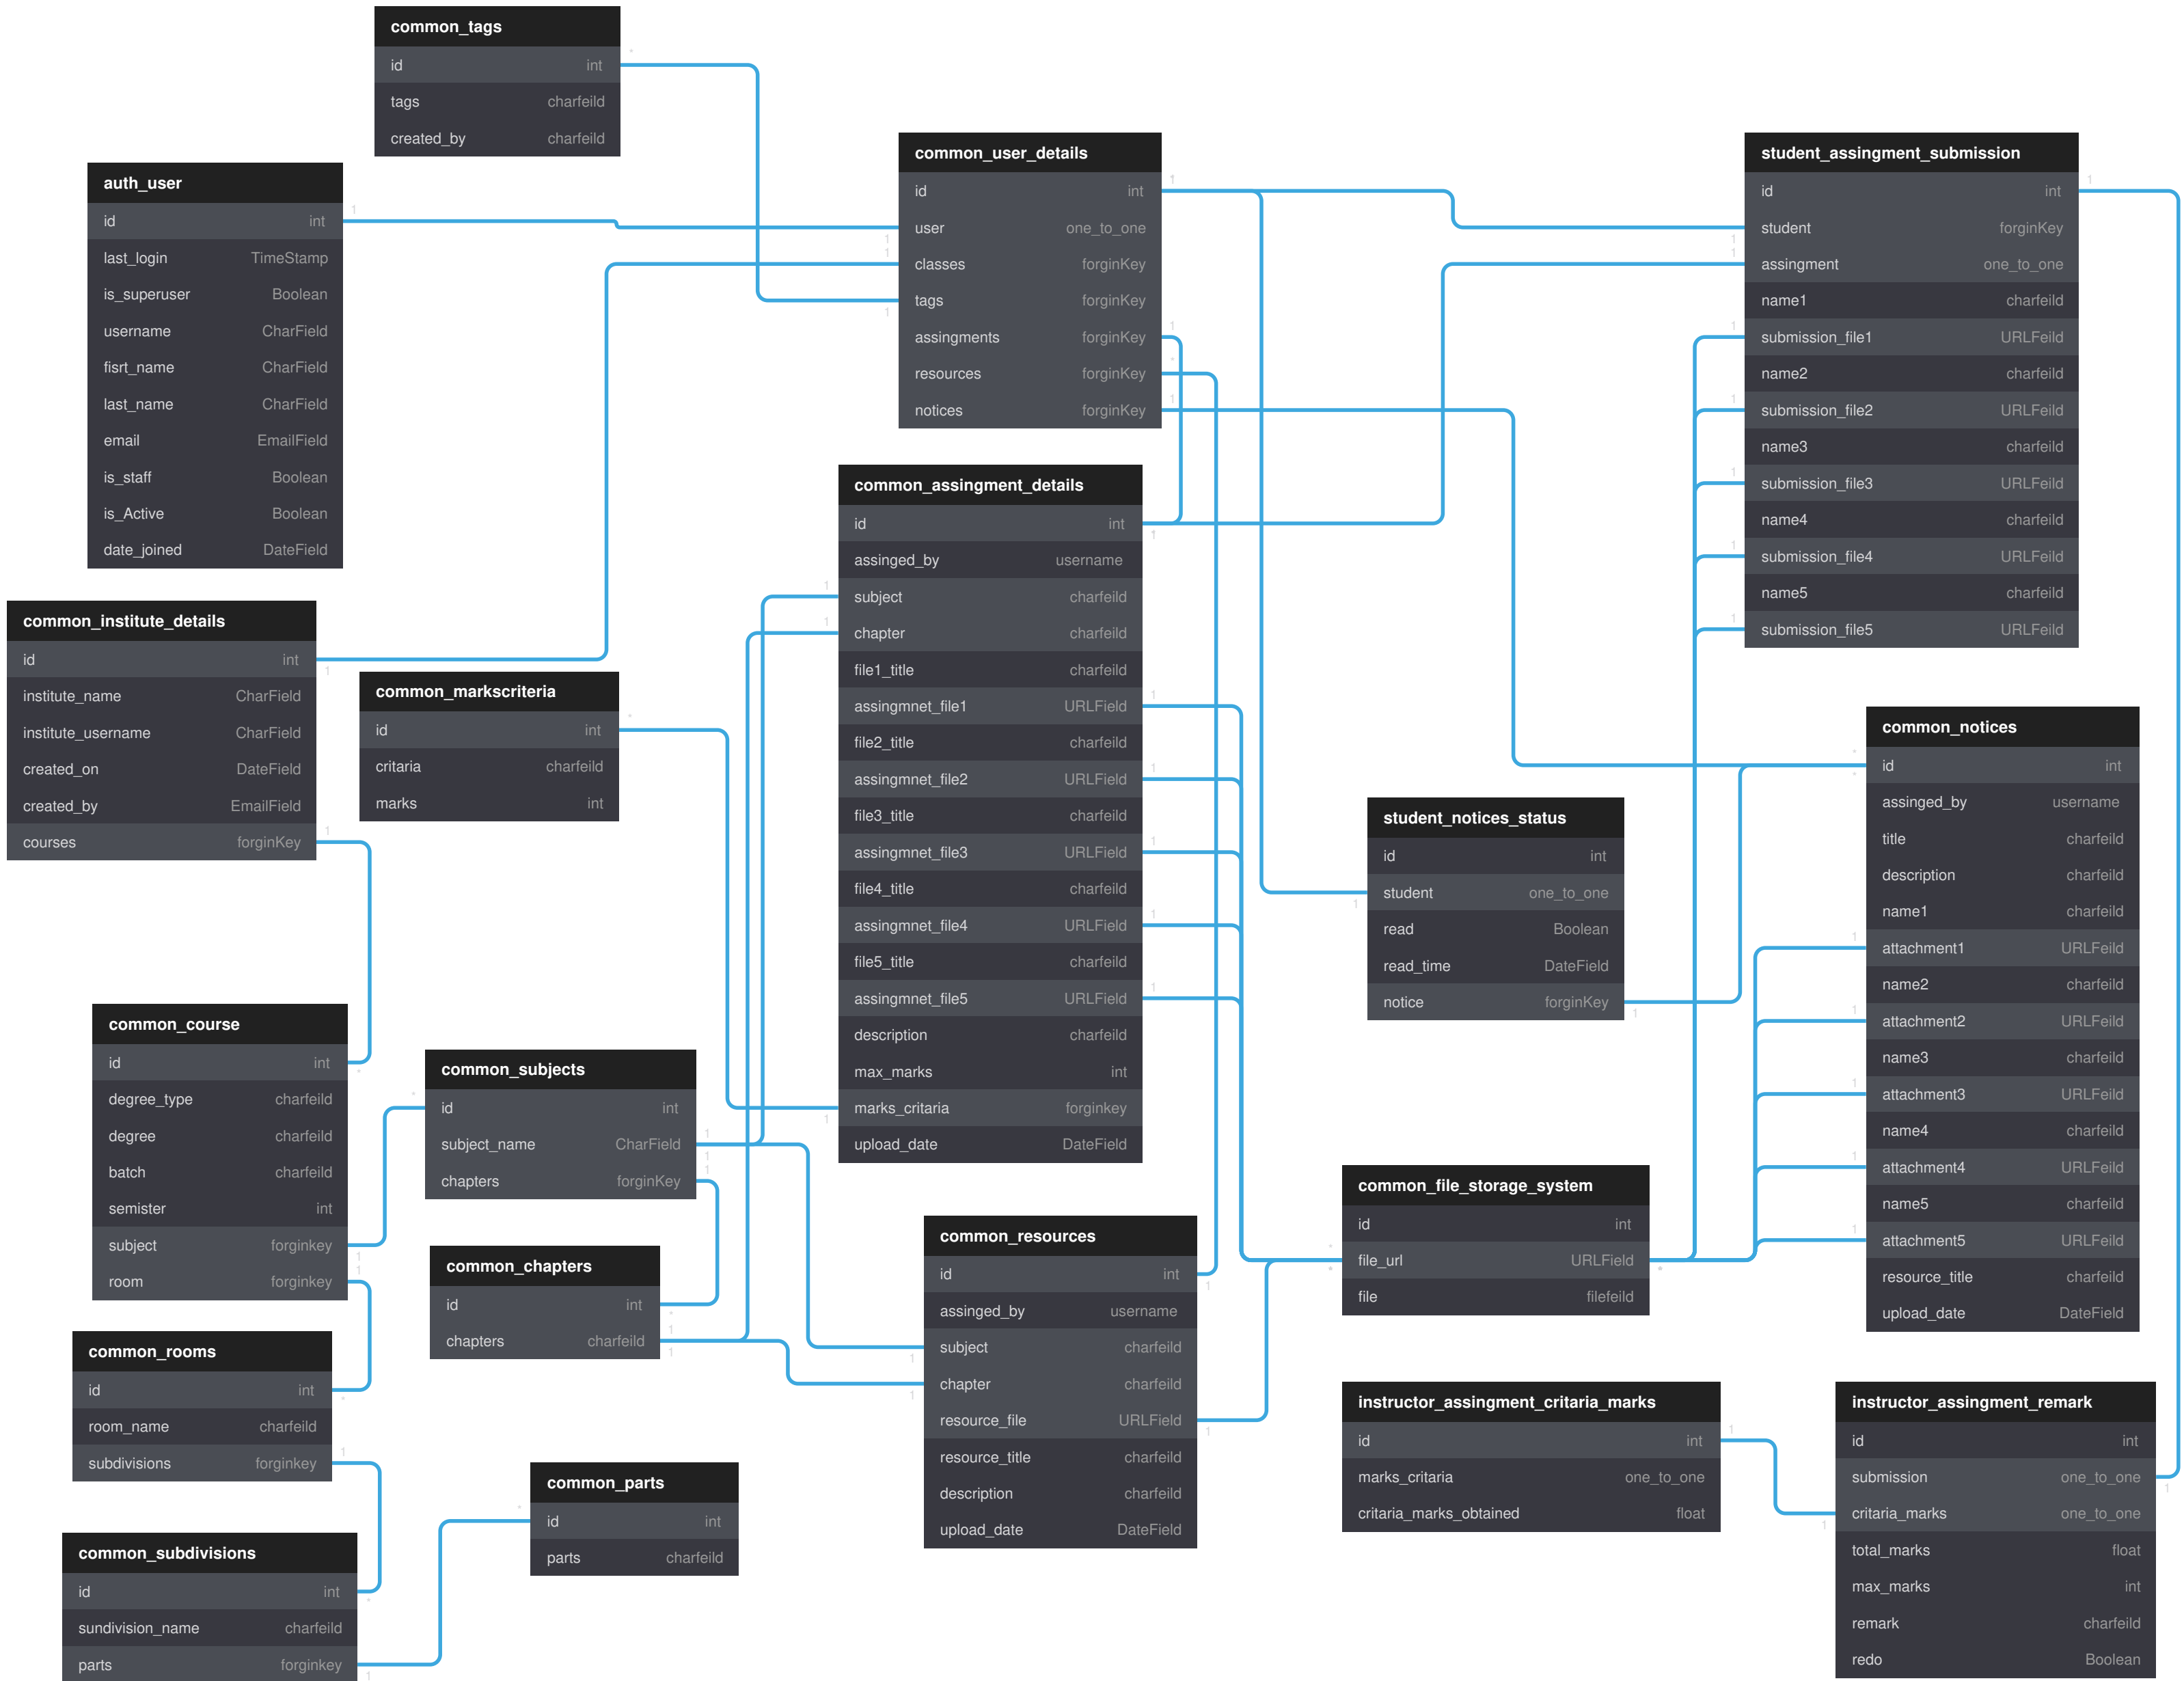 common_tags
id int
tags charfeild
created_by charfeild
auth_user
id int
last_login TimeStamp
is_superuser Boolean
username CharField
fisrt_name CharField
last_name CharField
email EmailField
is_staff Boolean
is_Active Boolean
date_joined DateField
common_user_details
id int
user one_to_one
classes forginKey
tags forginKey
assingments forginKey
resources forginKey
notices forginKey
student_assingment_submission
id int
student forginKey
assingment one_to_one
name1 charfeild
submission_file1 URLFeild
name2 charfeild
submission_file2 URLFeild
name3 charfeild
submission_file3 URLFeild
name4 charfeild
submission_file4 URLFeild
name5 charfeild
submission_file5 URLFeild
common_institute_details
id int
institute_name CharField
institute_username CharField
created_on DateField
created_by EmailField
courses forginKey
common_markscriteria
id int
critaria charfeild
marks int
common_assingment_details
id int
assinged_by username
subject charfeild
chapter charfeild
file1_title charfeild
assingmnet_file1 URLField
file2_title charfeild
assingmnet_file2 URLField
file3_title charfeild
assingmnet_file3 URLField
file4_title charfeild
assingmnet_file4 URLField
file5_title charfeild
assingmnet_file5 URLField
description charfeild
max_marks int
marks_critaria forginkey
upload_date DateField
student_notices_status
id int
student one_to_one
read Boolean
read_time DateField
notice forginKey
common_notices
id int
assinged_by username
title charfeild
description charfeild
name1 charfeild
attachment1 URLFeild
name2 charfeild
attachment2 URLFeild
name3 charfeild
attachment3 URLFeild
name4 charfeild
attachment4 URLFeild
name5 charfeild
attachment5 URLFeild
resource_title charfeild
upload_date DateField
common_course
id int
degree_type charfeild
degree charfeild
batch charfeild
semister int
subject forginkey
room forginkey
common_subjects
id int
subject_name CharField
chapters forginKey
common_chapters
id int
chapters charfeild
common_resources
id int
assinged_by username
subject charfeild
chapter charfeild
resource_file URLField
resource_title charfeild
description charfeild
upload_date DateField
common_file_storage_system
id int
file_url URLField
file filefeild
common_rooms
id int
room_name charfeild
subdivisions forginkey
common_parts
id int
parts charfeild
common_subdivisions
id int
sundivision_name charfeild
parts forginkey
instructor_assingment_critaria_marks
id int
marks_critaria one_to_one
critaria_marks_obtained float
instructor_assingment_remark
id int
submission one_to_one
critaria_marks one_to_one
total_marks float
max_marks int
remark charfeild
redo Boolean